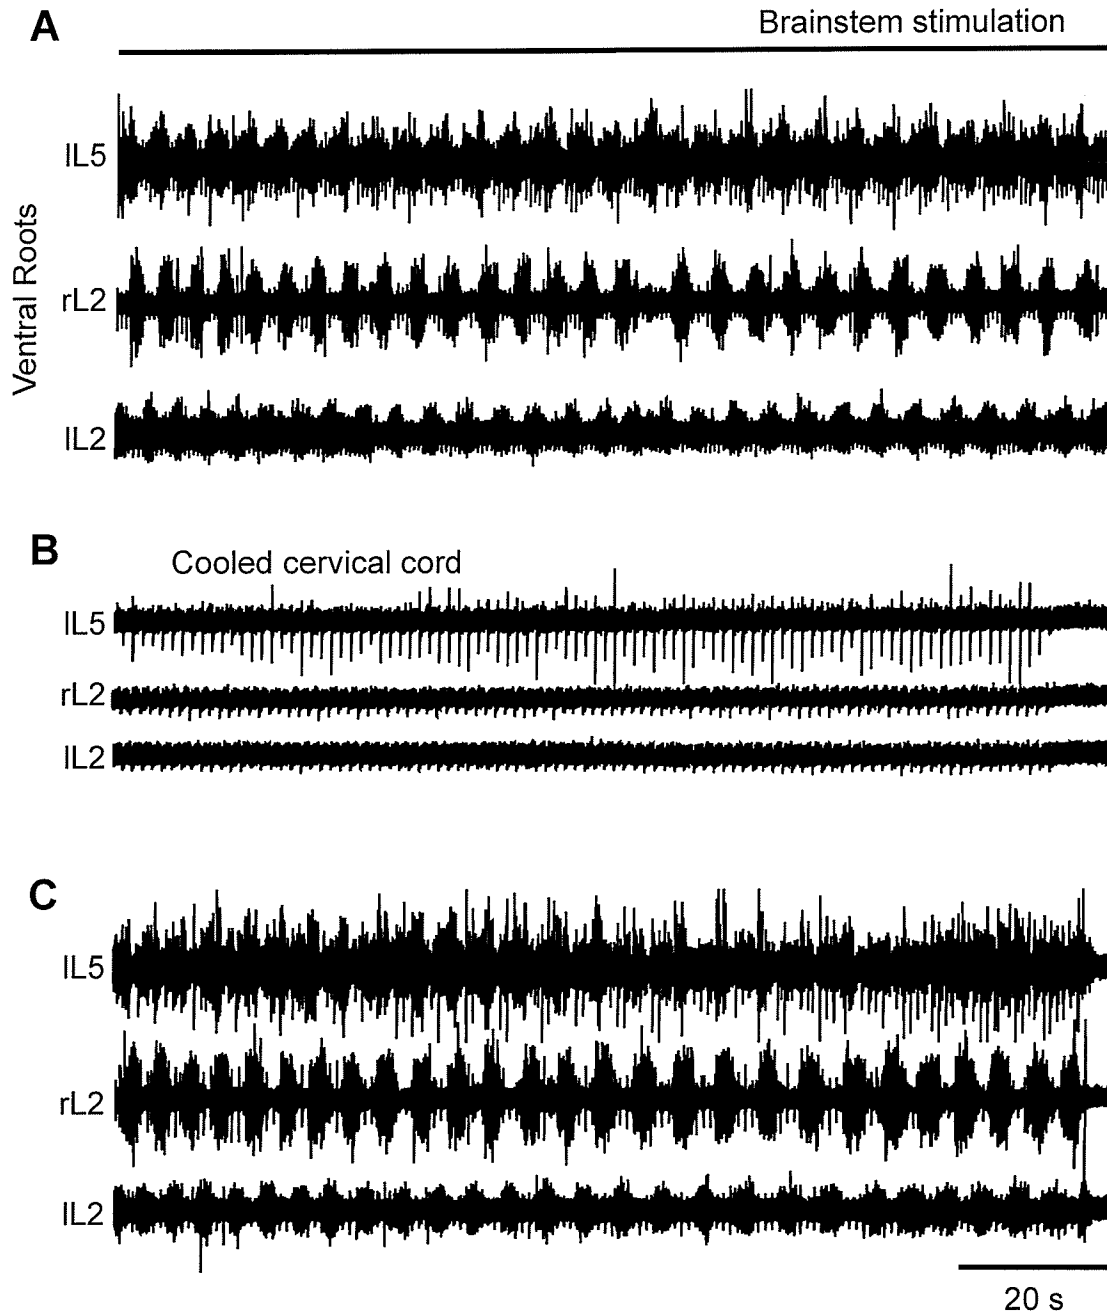 A
Brainstem stimulation
Ventral Roots
lL5
rL2
lL2
B
Cooled cervical cord
lL5
rL2
lL2
C
lL5
rL2
lL2
20 s